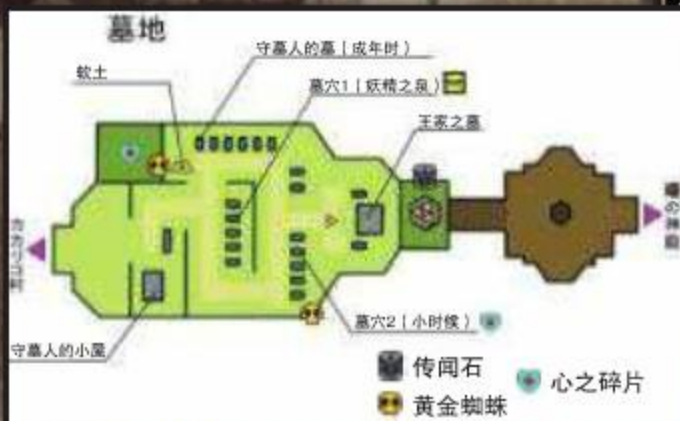 墓地
守墓人的墓(成年时)
软土
墓穴1(妖精之泉)
王家之墓
カカリコ村
墓穴2(小时候)
守墓人的小屋
传闻石
心之碎片
黄金蜘蛛